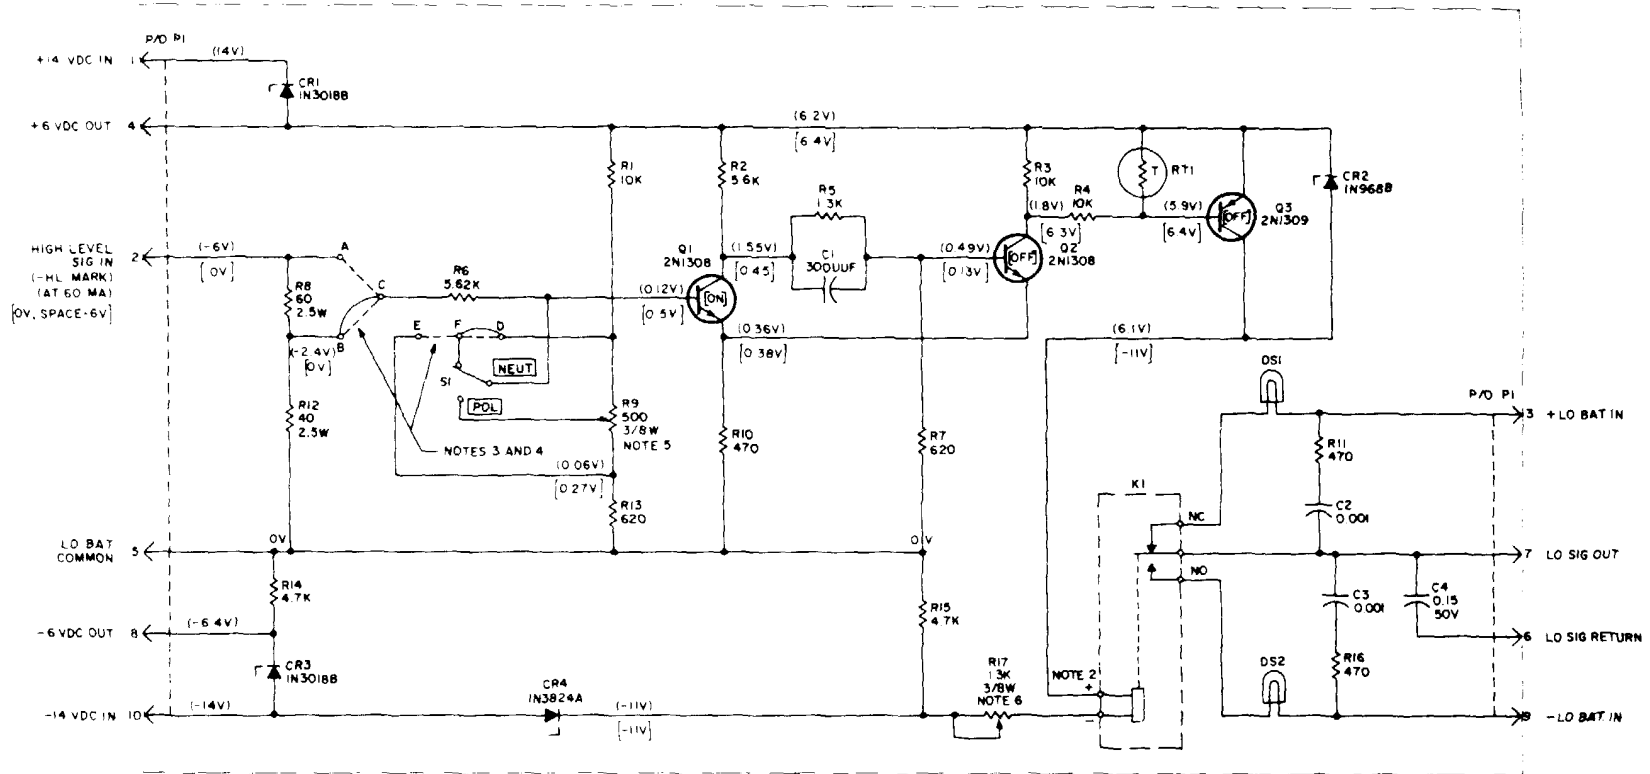 P/O P1
+14 VDC IN 1
(14V)
CR1
1N3018B
+6 VDC OUT 4
(6.2V)
[6.4V]
R1
10K
R2
5.6K
R5
1.3K
C1
300UUF
R3
10K
R4
10K
RT1
T
CR2
1N968B
(1.8V)
[6.3V]
(5.9V)
[6.4V]
[OFF]
Q3
2N1309
HIGH LEVEL
SIG IN
2
(-HL MARK)
(AT 60 MA)
[0V, SPACE-6V]
(-6V)
[0V]
A
R8
60
2.5W
C
R6
5.62K
B
(-2.4V)
[0V]
Q1
2N1308
(0.12V)
[0.5V]
[ON]
(1.55V)
[0.45]
(0.49V)
[0.13V]
[OFF]
Q2
2N1308
(0.36V)
[0.38V]
(6.1V)
[-11V]
E F D
S1
NEUT
POL
R12
40
2.5W
NOTES 3 AND 4
R9
500
3/8W
NOTE 5
(0.06V)
[0.27V]
R10
470
R7
620
R13
620
DS1
P/O P1
3 + LO BAT IN
R11
470
C2
0.001
K1
NC
NO
LO BAT
COMMON
5
0V
0V
7 LO SIG OUT
R14
4.7K
R15
4.7K
C3
0.001
C4
0.15
50V
-6 VDC OUT 8
(-6.4V)
6 LO SIG RETURN
CR3
1N3018B
R16
470
DS2
R17
1.3K
3/8W
NOTE 6
NOTE 2
+
-
-14 VDC IN 10
(-14V)
CR4
1N3824A
(-11V)
[-11V]
9 - LO BAT IN